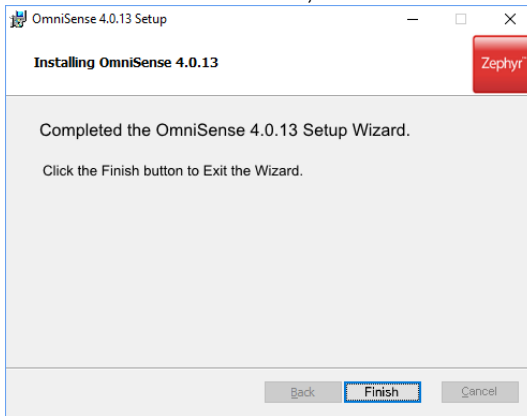 OmniSense 4.0.13 Setup
Installing OmniSense 4.0.13
Zephyr™
Completed the OmniSense 4.0.13 Setup Wizard.
Click the Finish button to Exit the Wizard.
Back Finish Cancel